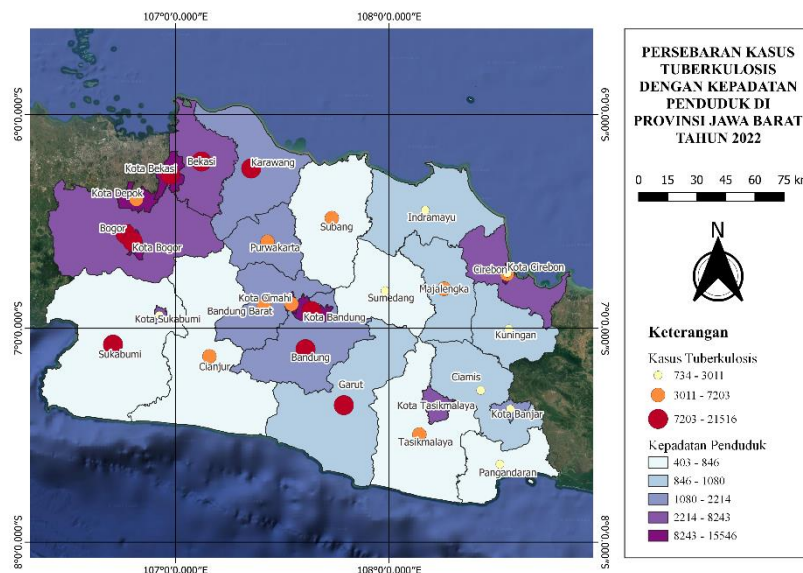 107°0'0.000"E
108°0'0.000"E
6°0'0.000"S
7°0'0.000"S
8°0'0.000"S
6°0'0.000"S
7°0'0.000"S
8°0'0.000"S
107°0'0.000"E
108°0'0.000"E
Kota Bekasi
Bekasi
Karawang
Kota Depok
Bogor
Kota Bogor
Purwakarta
Subang
Indramayu
Cirebon
Kota Cirebon
Majalengka
Sumedang
Kota Cimahi
Bandung Barat
Kota Bandung
Kota Sukabumi
Kuningan
Sukabumi
Cianjur
Bandung
Garut
Ciamis
Kota Tasikmalaya
Kota Banjar
Tasikmalaya
Pangandaran
PERSEBARAN KASUS
TUBERKULOSIS
DENGAN KEPADATAN
PENDUDUK DI
PROVINSI JAWA BARAT
TAHUN 2022
0 15 30 45 60 75 km
N
Keterangan
Kasus Tuberkulosis
734 - 3011
3011 - 7203
7203 - 21516
Kepadatan Penduduk
403 - 846
846 - 1080
1080 - 2214
2214 - 8243
8243 - 15546